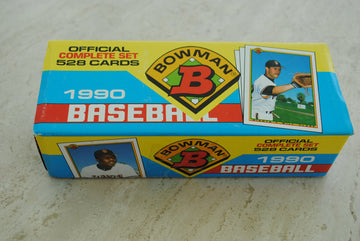 OFFICIAL
COMPLETE SET
528 CARDS
BOWMAN
B
1990
BASEBALL
BOWMAN
B
OFFICIAL
COMPLETE SET
528 CARDS
1990
BASEBALL